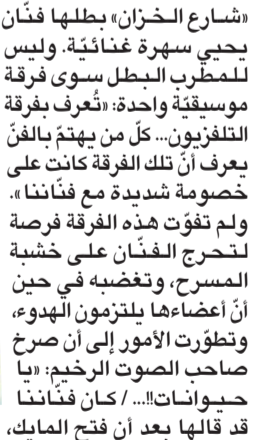 «شارع الخزان» بطلها فنّان
يحيي سهرة غنائيّة. وليس
للمطرب البطل سوى فرقة
موسيقيّة واحدة: «تُعرف بفرقة
التلفزيون... كلّ من يهتمّ بالفنّ
يعرف أنّ تلك الفرقة كانت على
خصومة شديدة مع فنّاننا».
ولم تفوّت هذه الفرقة فرصة
لتحرج الفنّان على خشبة
المسرح، وتغضبه في حين
أنّ أعضاءها يلتزمون الهدوء،
وتطوّرت الأمور إلى أن صرخ
صاحب الصوت الرخيم: «يا
حيوانات!!... / كان فنّاننا
قد قالها بعد أن فتح المايك،